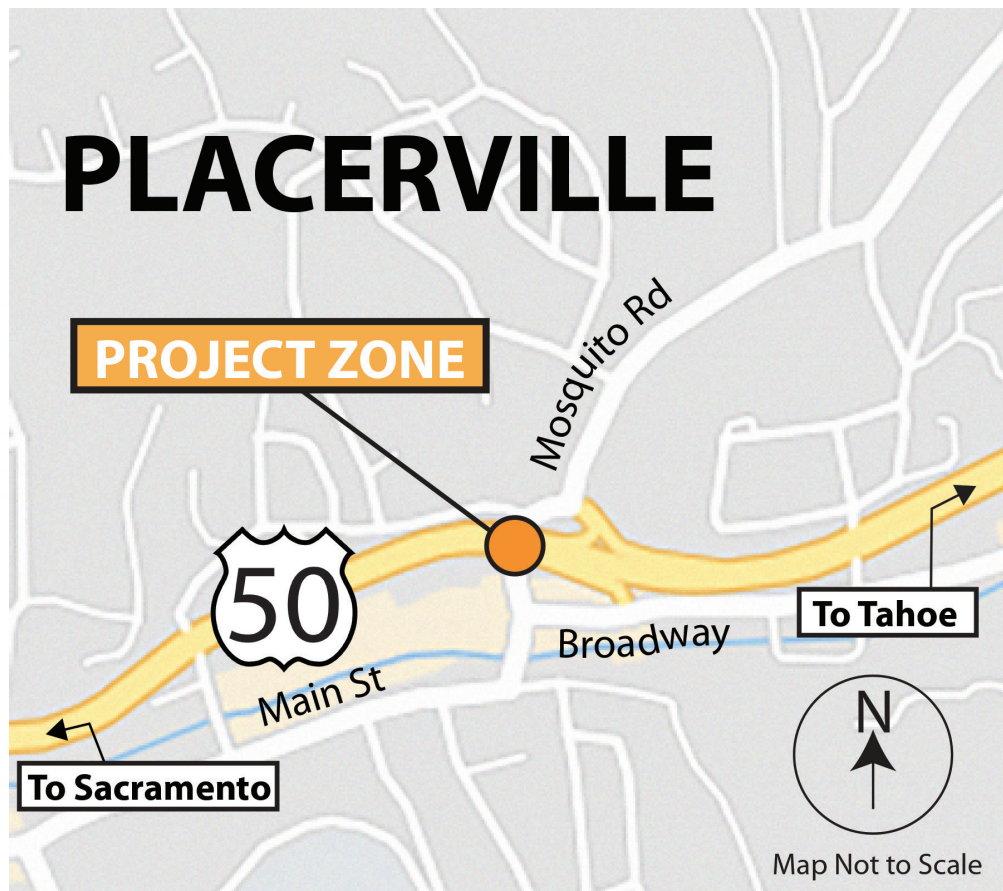 PLACERVILLE
PROJECT ZONE
Mosquito Rd
50
To Tahoe
Broadway
Main St
N
To Sacramento
Map Not to Scale